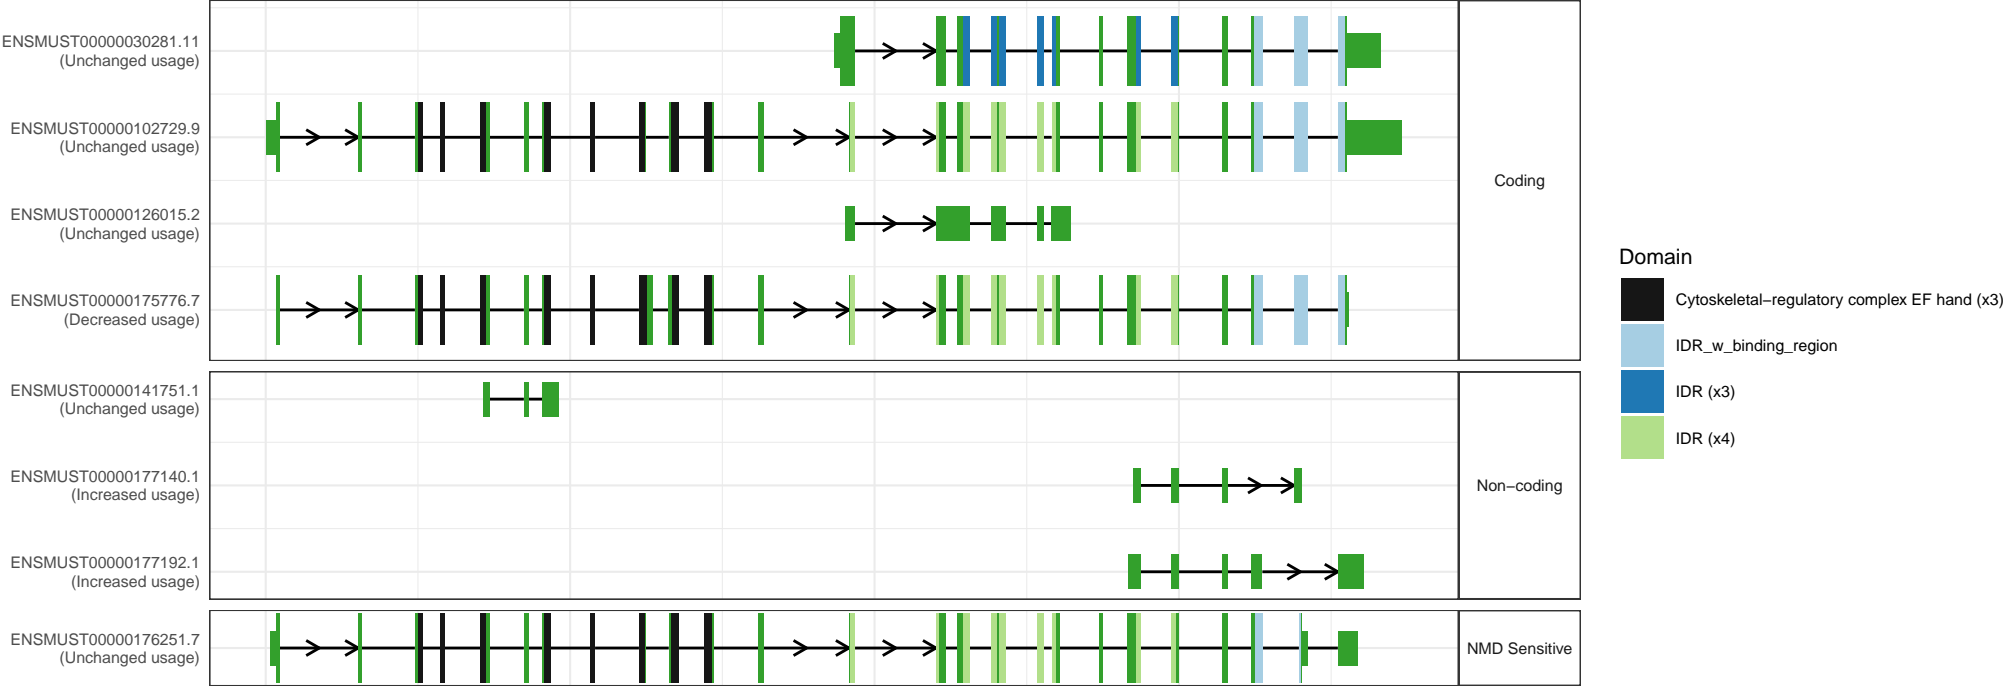 ENSMUST00000030281.11
(Unchanged usage)
ENSMUST00000102729.9
(Unchanged usage)
ENSMUST00000126015.2
(Unchanged usage)
ENSMUST00000175776.7
(Decreased usage)
Coding
ENSMUST00000141751.1
(Unchanged usage)
ENSMUST00000177140.1
(Increased usage)
ENSMUST00000177192.1
(Increased usage)
Non−coding
ENSMUST00000176251.7
(Unchanged usage)
NMD Sensitive
Domain
Cytoskeletal−regulatory complex EF hand (x3)
IDR_w_binding_region
IDR (x3)
IDR (x4)